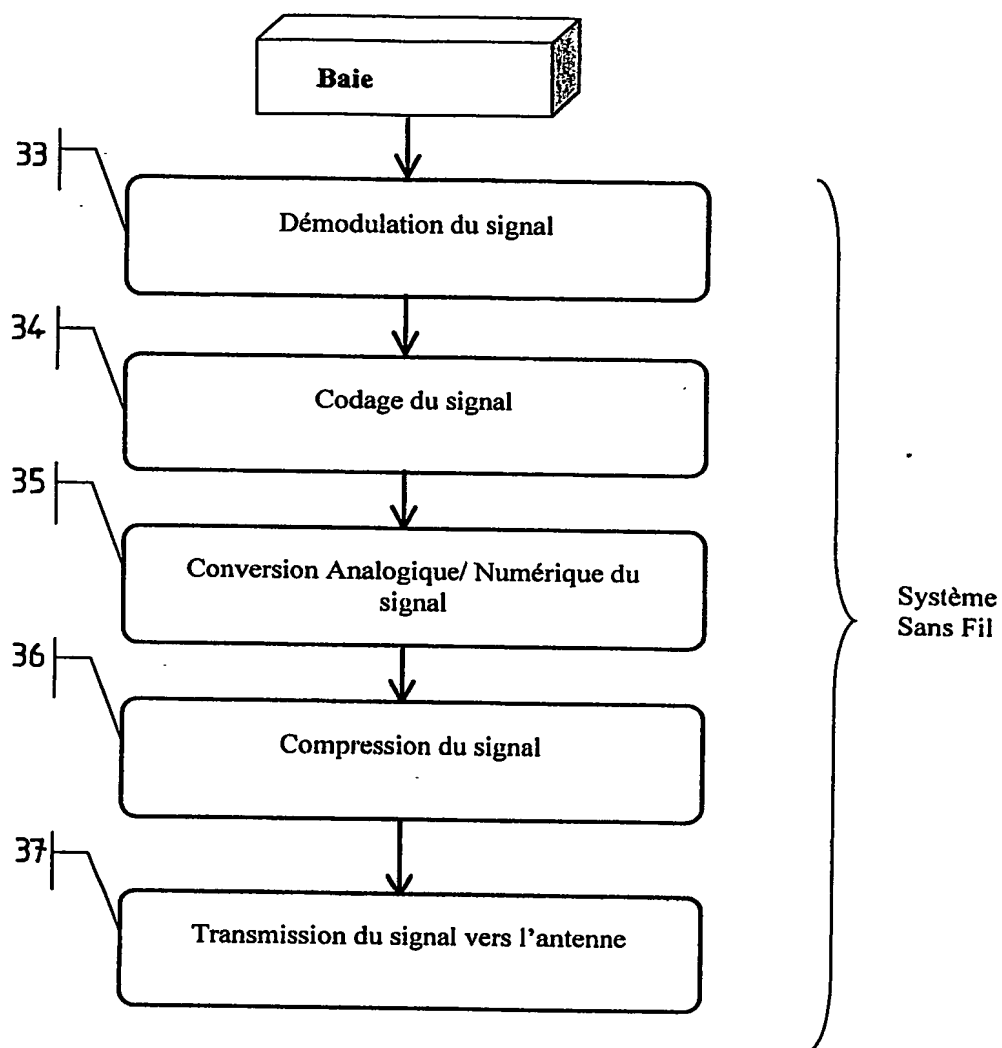 Baie
33
Démodulation du signal
34
Codage du signal
35
Conversion Analogique/ Numérique du
signal
36
Compression du signal
37
Transmission du signal vers l'antenne
Système
Sans Fil